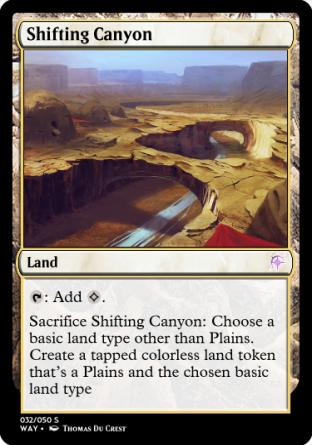 Shifting Canyon
Land
: Add .
Sacrifice Shifting Canyon: Choose a
basic land type other than Plains.
Create a tapped colorless land token
that's a Plains and the chosen basic
land type
032/050 S
WAY • Thomas Du Crest